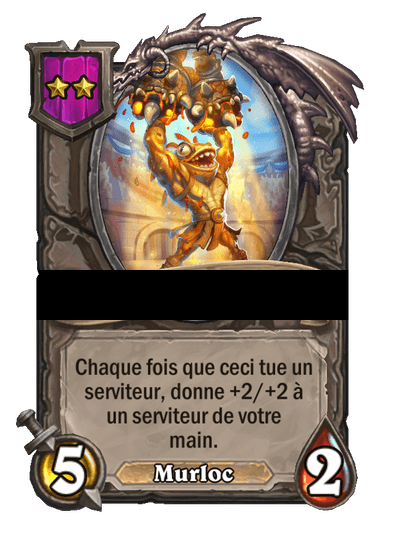 Chaque fois que ceci tue un
serviteur, donne +2/+2 à
un serviteur de votre
main.
5
Murloc
2